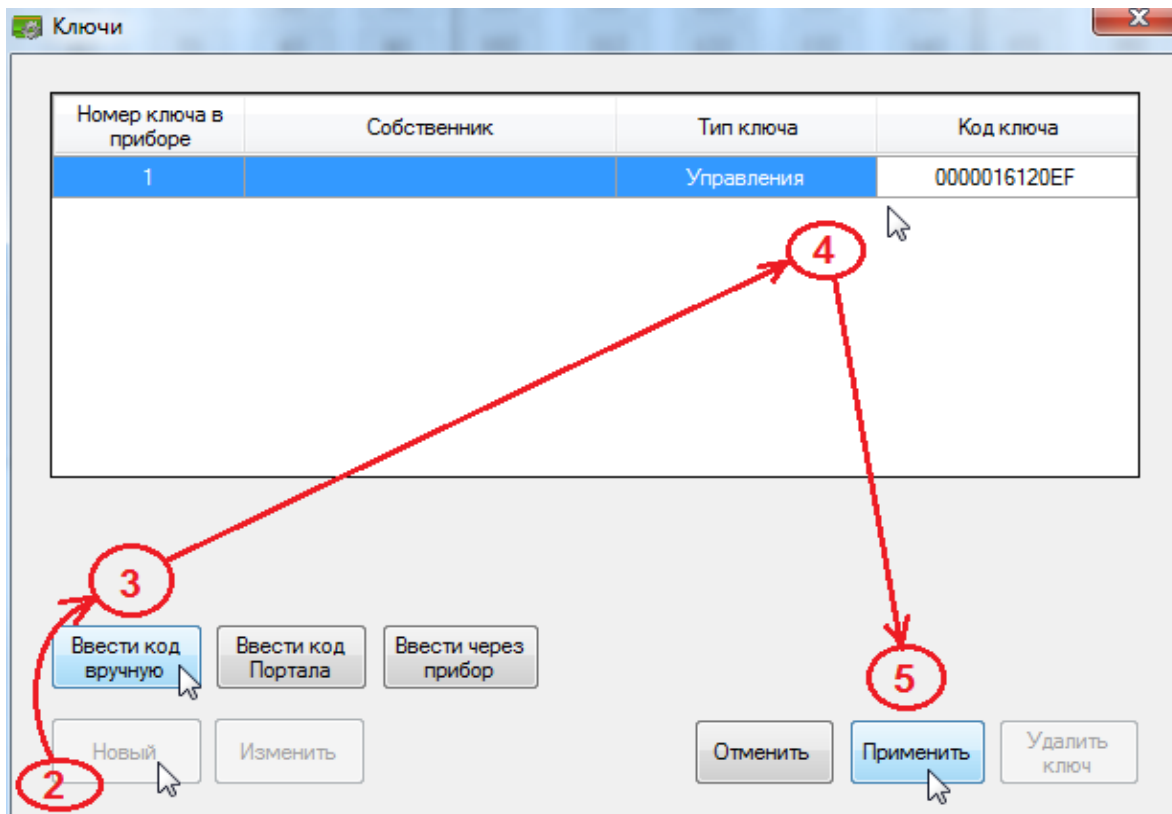 Ключи
Номер ключа в
приборе
Собственник
Тип ключа
Код ключа
1
Управления
0000016120EF
4
3
Ввести код
вручную
Ввести код
Портала
Ввести через
прибор
5
2
Новый
Изменить
Отменить
Применить
Удалить
ключ